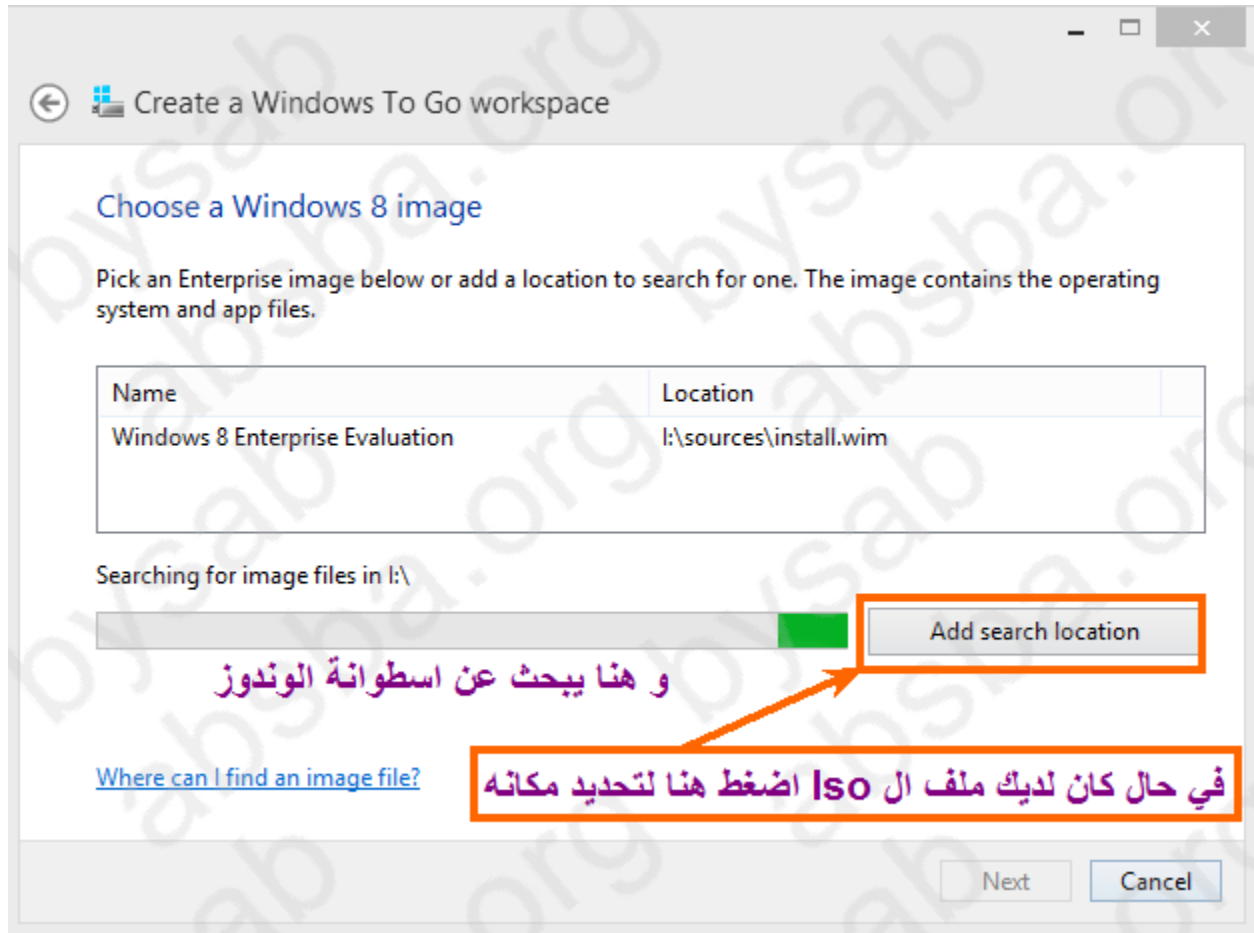 Create a Windows To Go workspace
Choose a Windows 8 image
Pick an Enterprise image below or add a location to search for one. The image contains the operating
system and app files.
Name Location
Windows 8 Enterprise Evaluation I:\sources\install.wim
Searching for image files in I:\
Add search location
و هنا يبحث عن اسطوانة الوندوز
Where can I find an image file?
في حال كان لديك ملف ال Iso اضغط هنا لتحديد مكانه
Next Cancel
bysab
absba.org